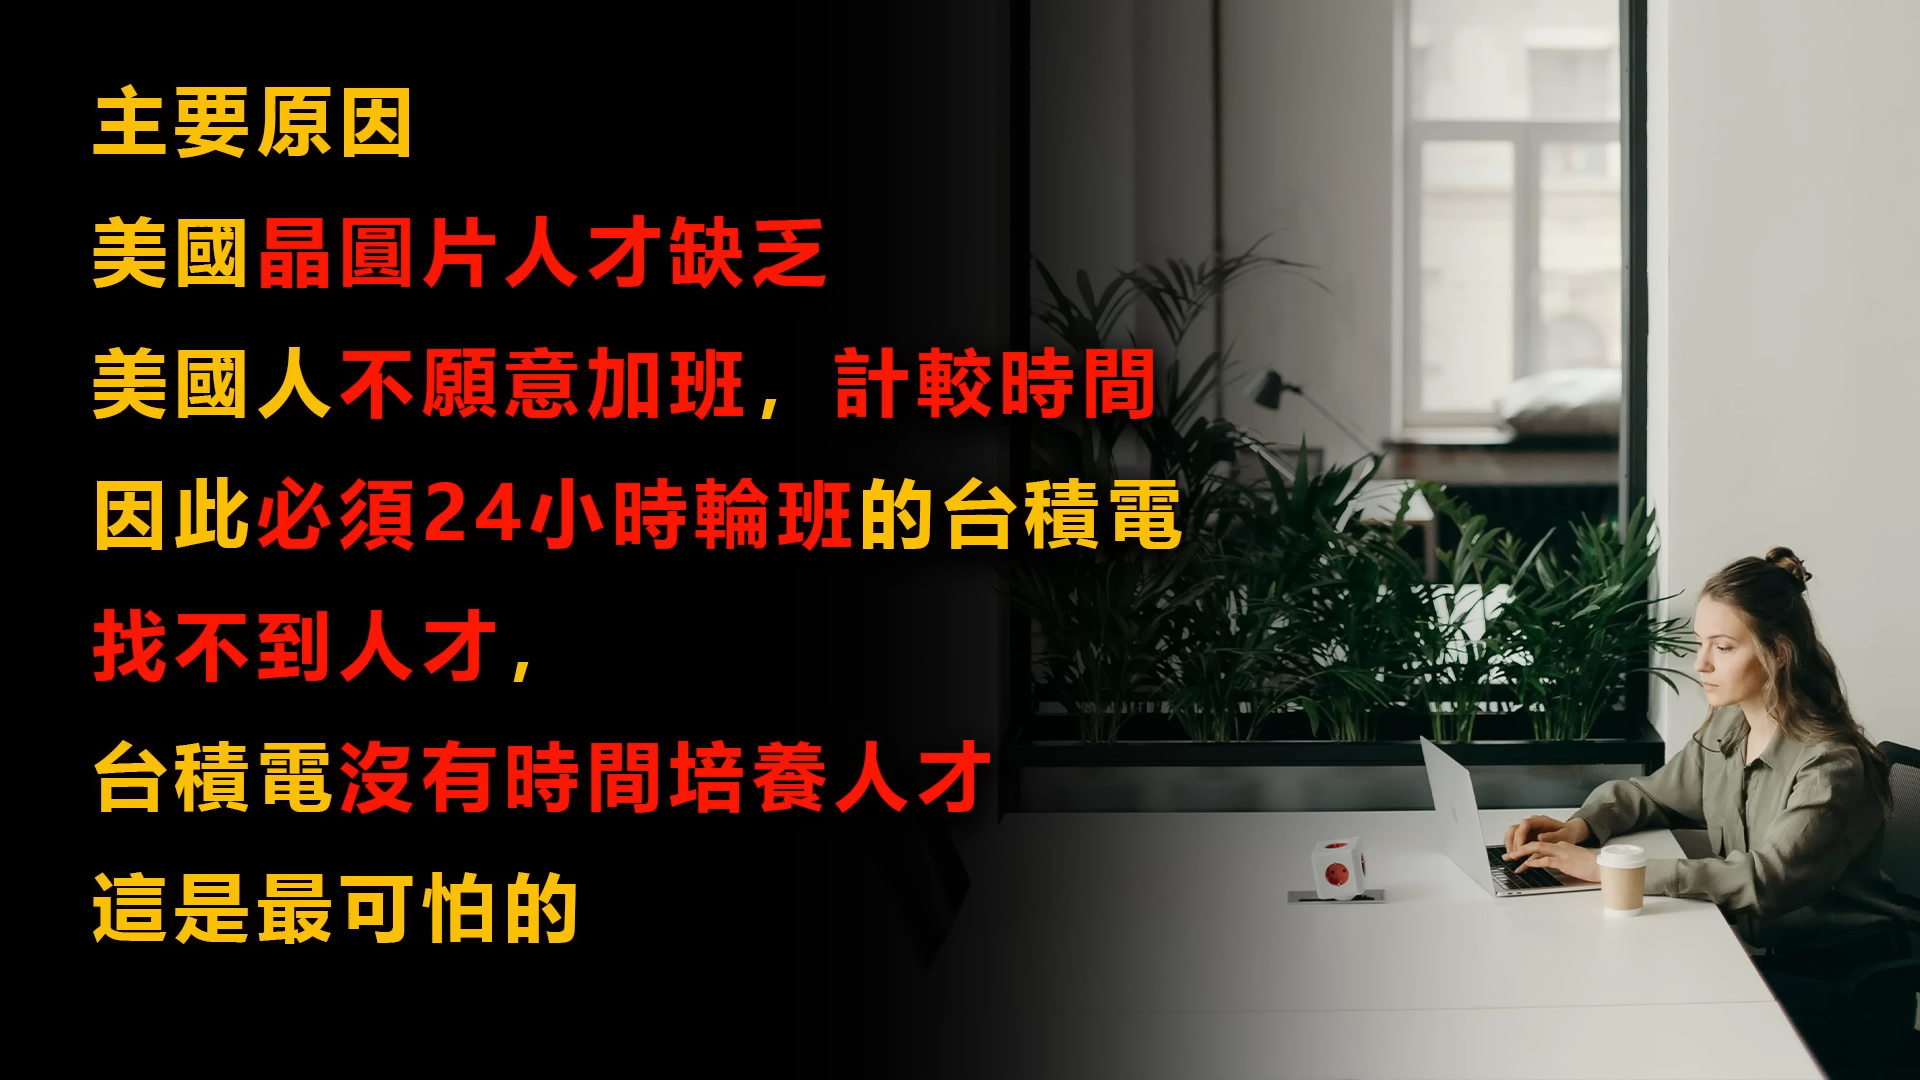 主要原因
美國晶圓片人才缺乏
美國人不願意加班，計較時間
因此必須24小時輪班的台積電
找不到人才，
台積電沒有時間培養人才
這是最可怕的